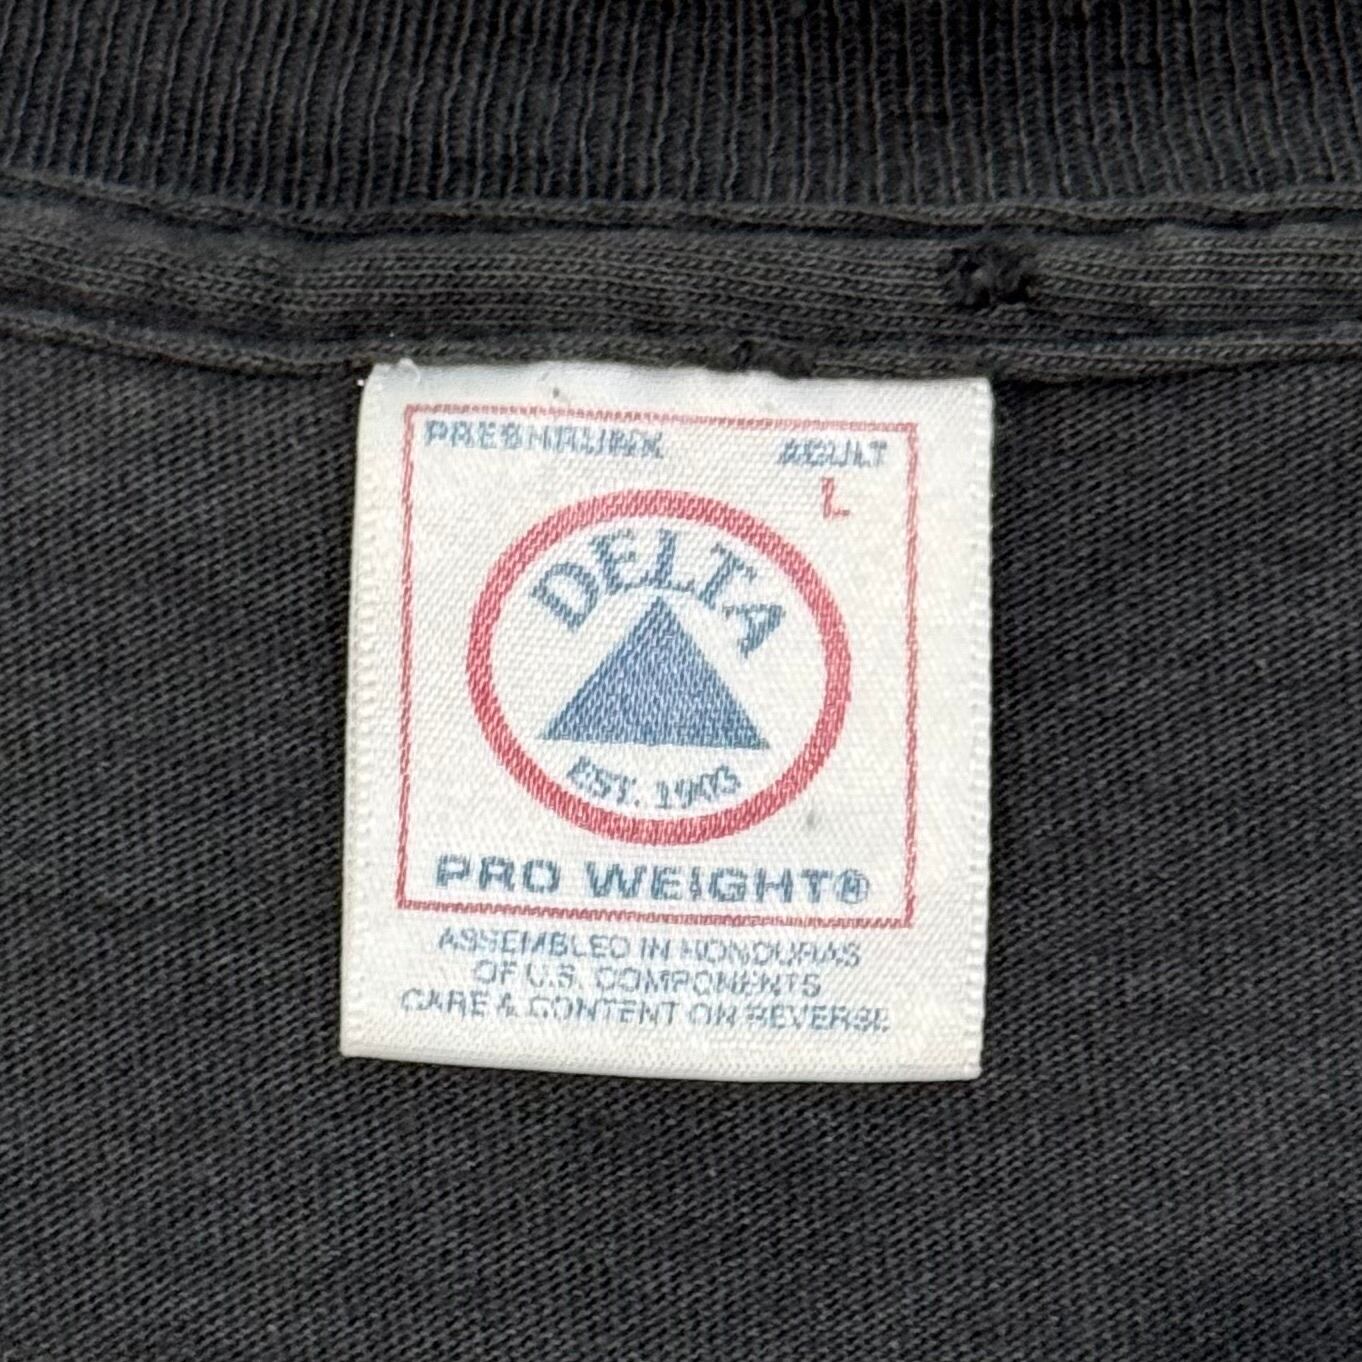 PRESHRUNK ADULT
L
DELTA
EST. 1903
PRO WEIGHT®
ASSEMBLED IN HONDURAS
OF U.S. COMPONENTS
CARE & CONTENT ON REVERSE